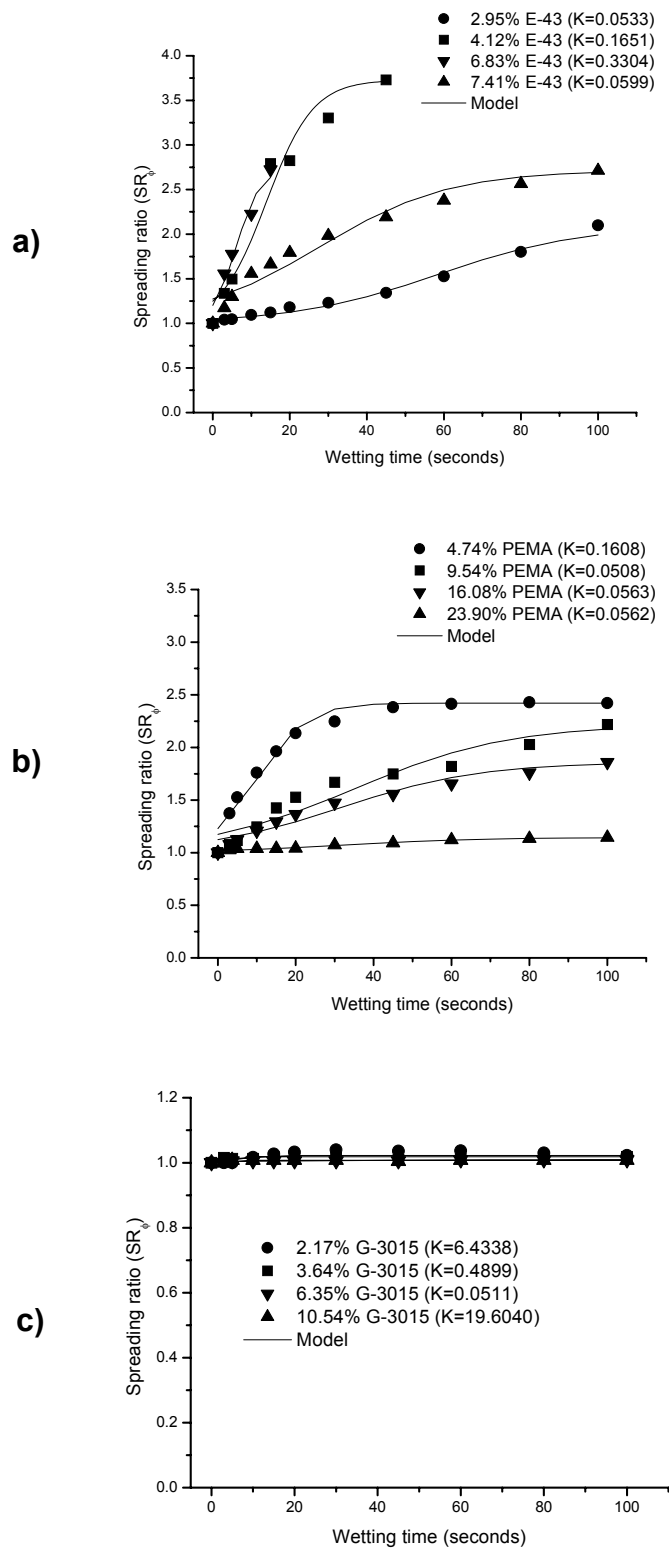 a)
2.95% E-43 (K=0.0533)
4.12% E-43 (K=0.1651)
6.83% E-43 (K=0.3304)
7.41% E-43 (K=0.0599)
Model
4.0
3.5
3.0
2.5
2.0
1.5
1.0
0.5
0.0
Spreading ratio (SRϕ)
0 20 40 60 80 100
Wetting time (seconds)
b)
4.74% PEMA (K=0.1608)
9.54% PEMA (K=0.0508)
16.08% PEMA (K=0.0563)
23.90% PEMA (K=0.0562)
Model
3.5
3.0
2.5
2.0
1.5
1.0
0.5
0.0
Spreading ratio (SRϕ)
0 20 40 60 80 100
Wetting time (seconds)
c)
1.2
1.0
0.8
0.6
0.4
0.2
0.0
Spreading ratio (SRϕ)
2.17% G-3015 (K=6.4338)
3.64% G-3015 (K=0.4899)
6.35% G-3015 (K=0.0511)
10.54% G-3015 (K=19.6040)
Model
0 20 40 60 80 100
Wetting time (seconds)